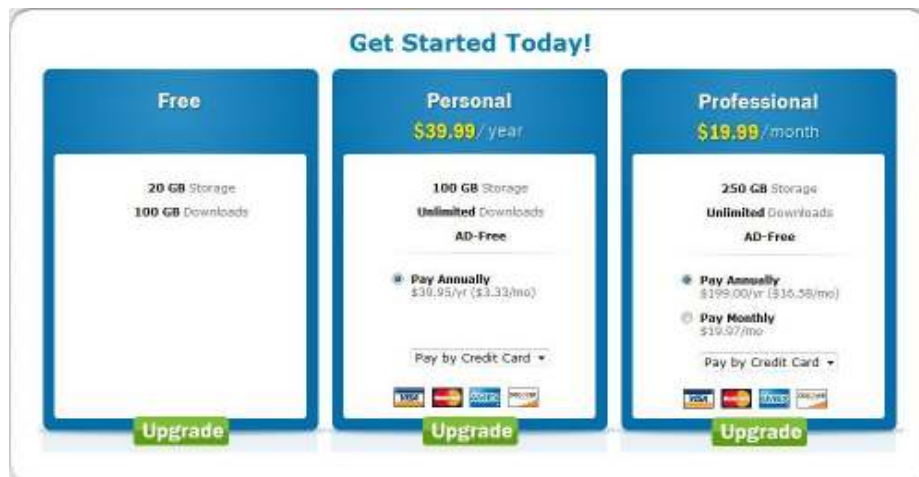 Get Started Today!
Free
20 GB Storage
100 GB Downloads
Upgrade
Personal
$39.99/year
100 GB Storage
Unlimited Downloads
AD-Free
Pay Annually
$39.95/yr ($3.33/mo)
Pay by Credit Card
VISA
Upgrade
Professional
$19.99/month
250 GB Storage
Unlimited Downloads
AD-Free
Pay Annually
$199.00/yr ($16.58/mo)
Pay Monthly
$19.97/mo
Pay by Credit Card
VISA
Upgrade